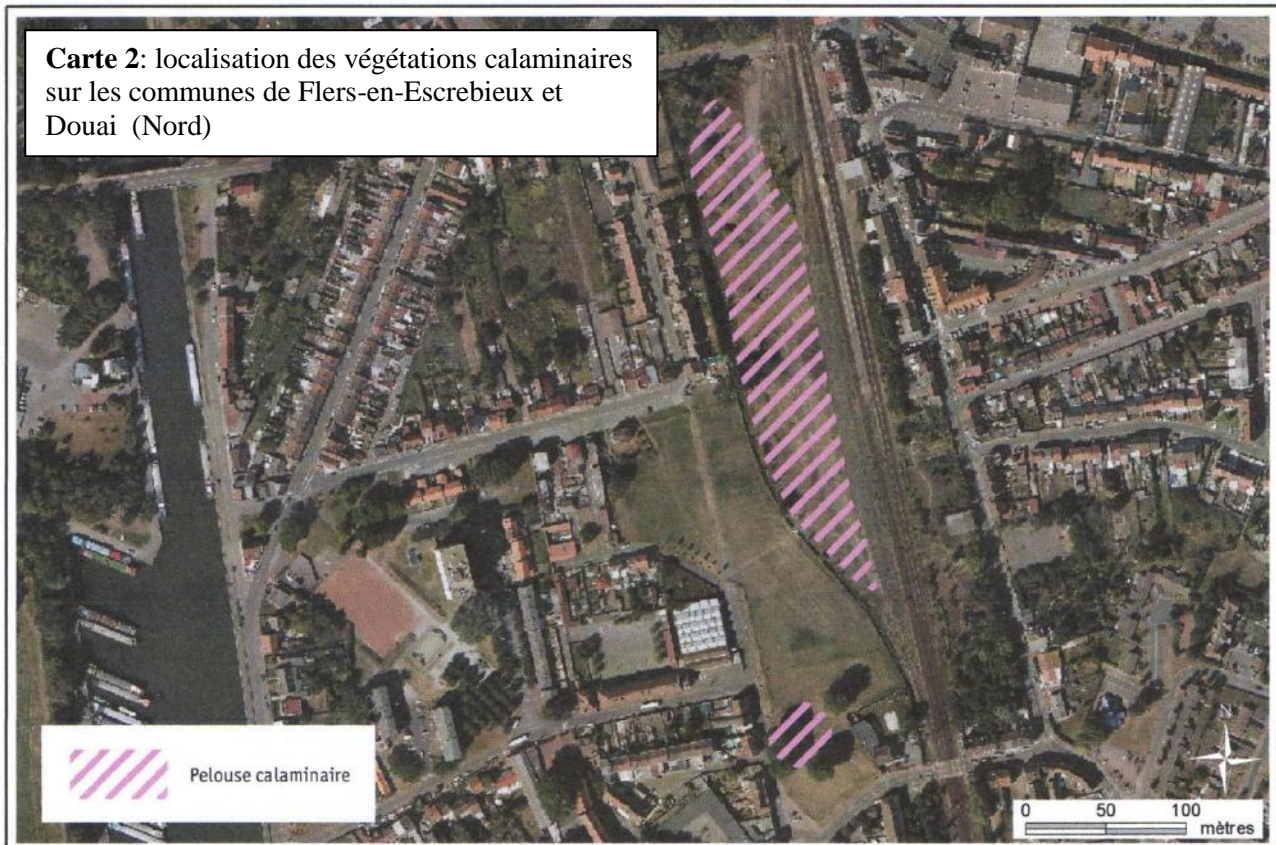 Carte 2: localisation des végétations calaminaires
sur les communes de Flers-en-Escrebieux et
Douai (Nord)
Pelouse calaminaire
N
0 50 100
mètres